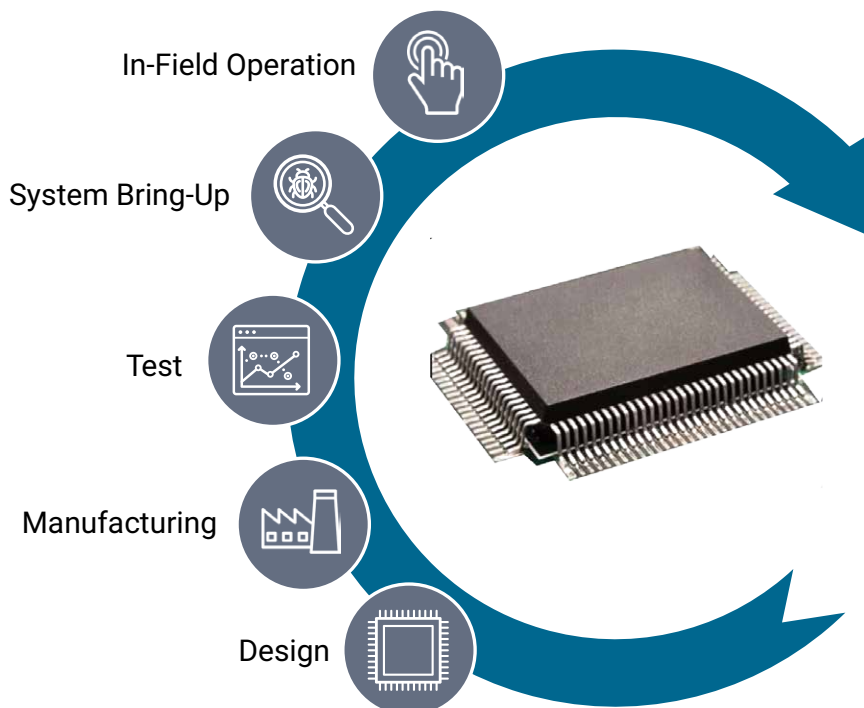 In-Field Operation
System Bring-Up
Test
Manufacturing
Design